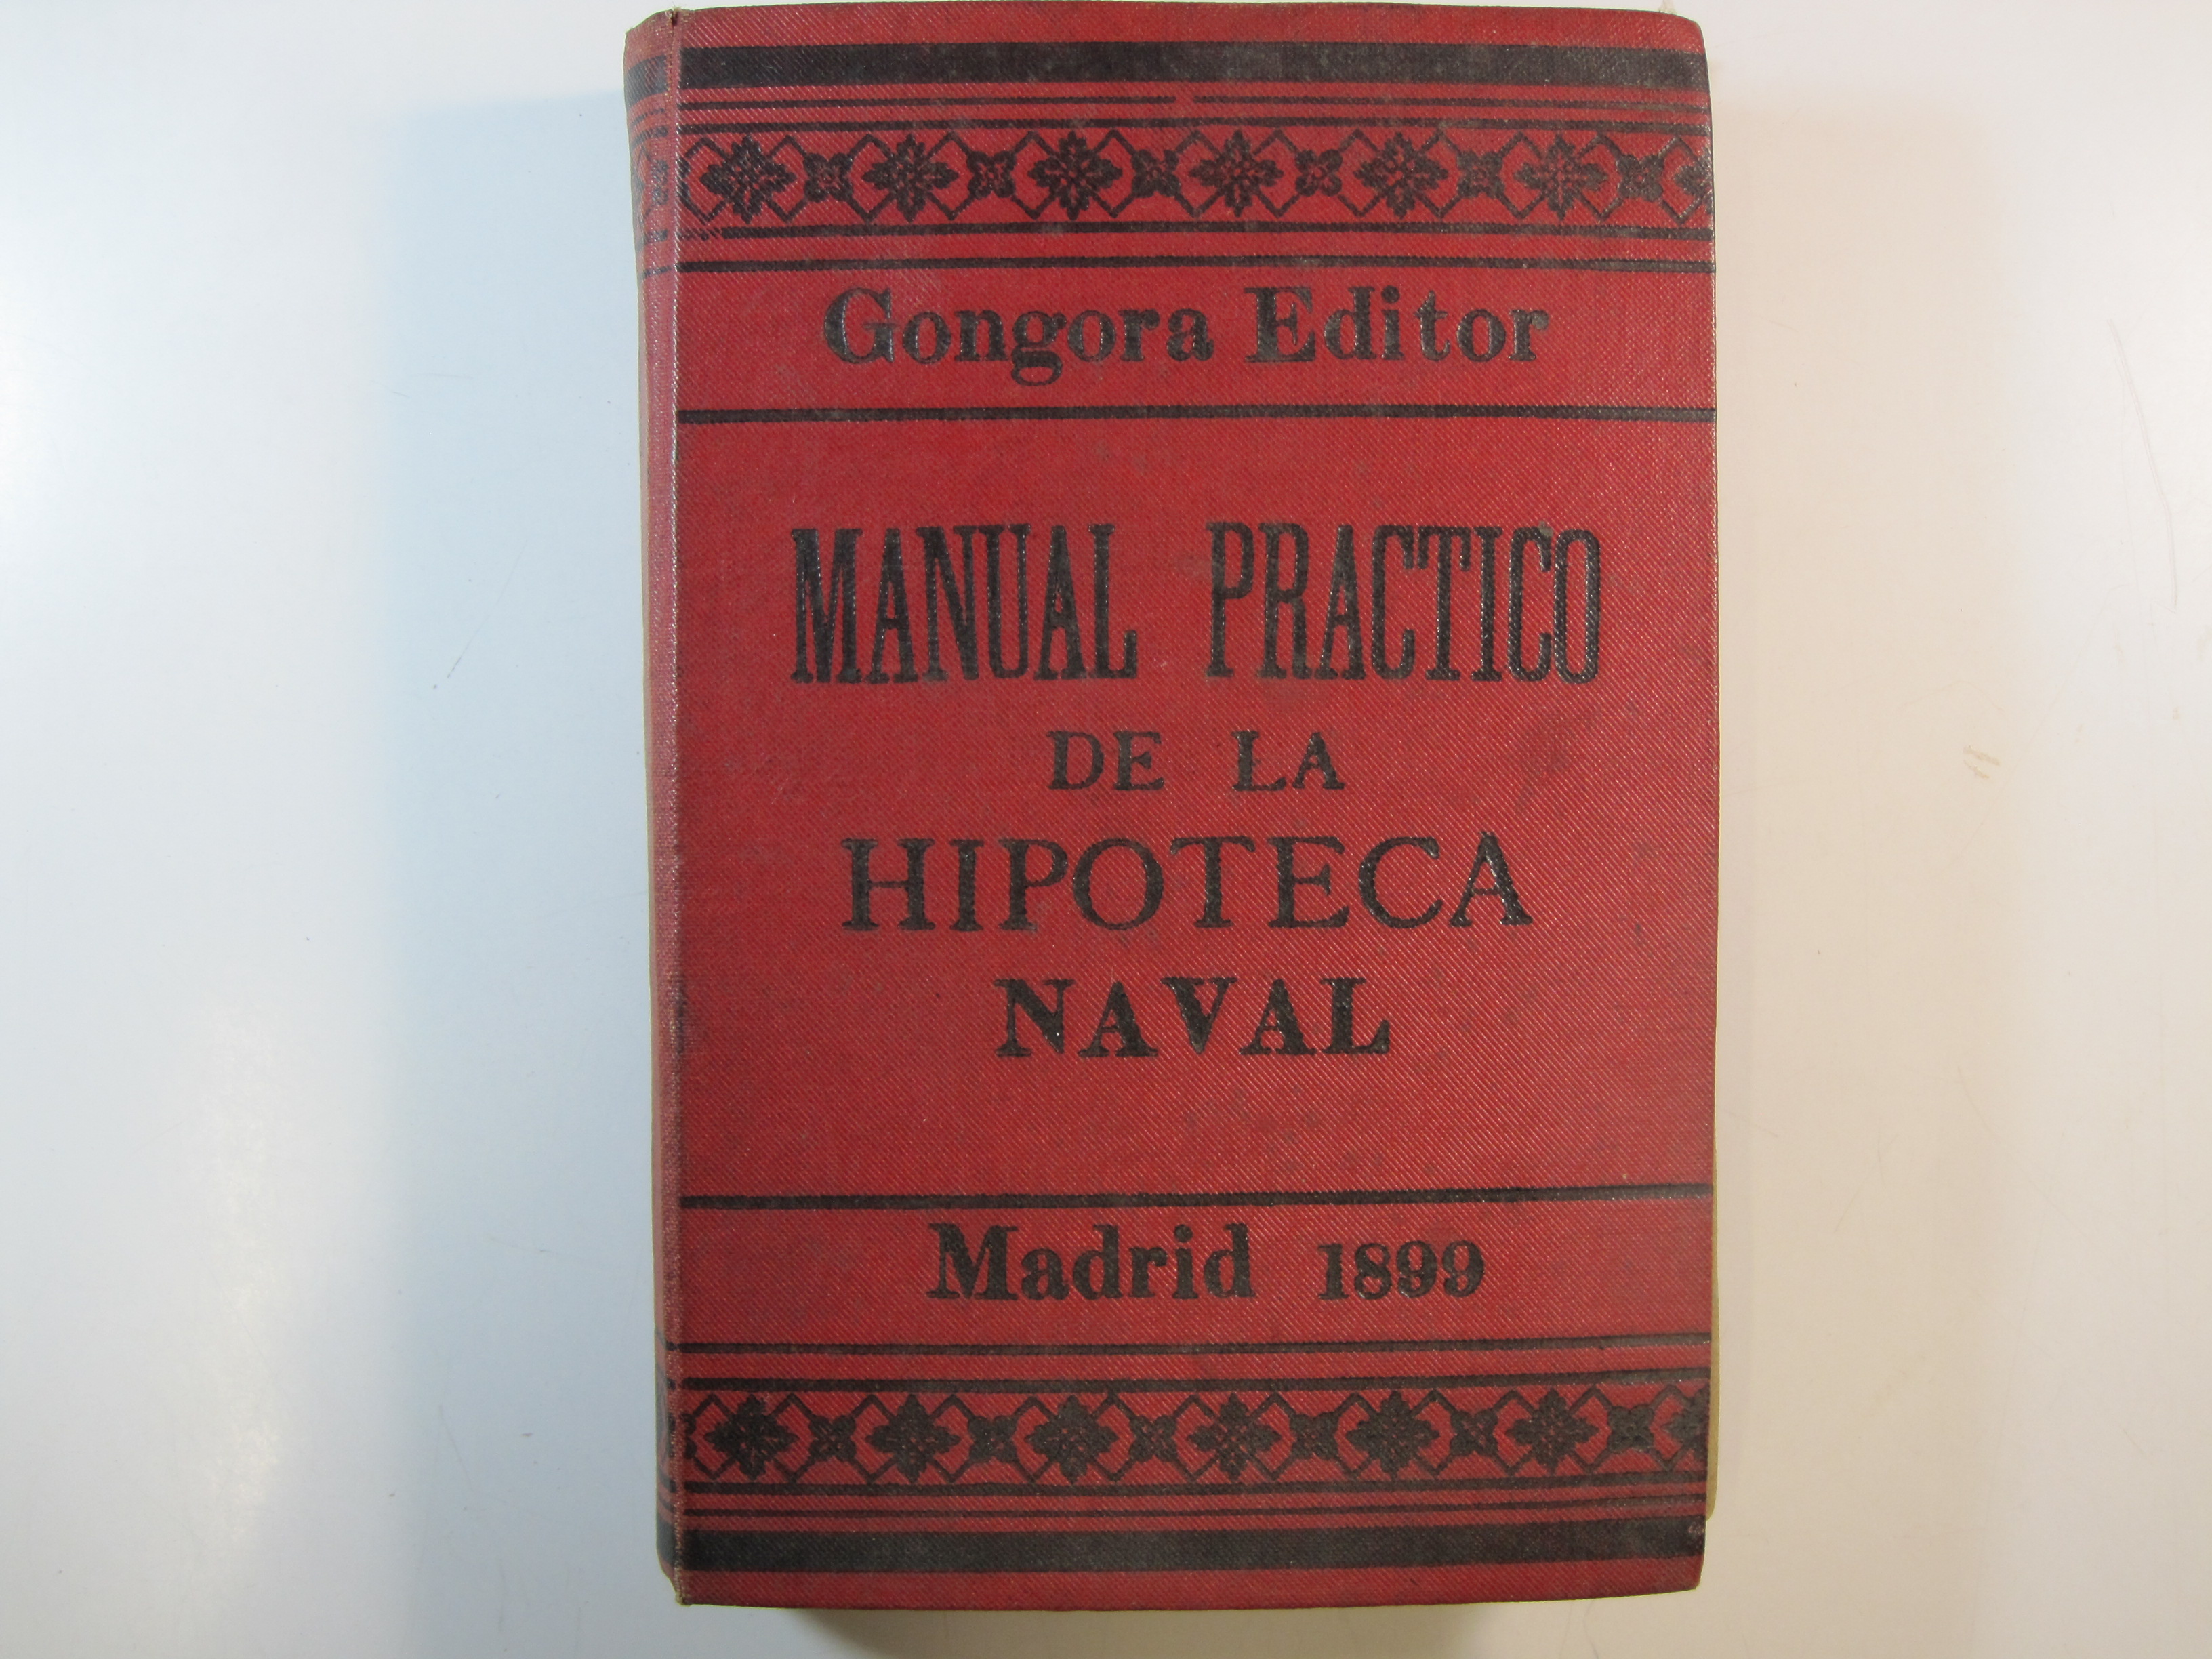 Gongora Editor
MANUAL PRACTICO
DE LA
HIPOTECA
NAVAL
Madrid 1899